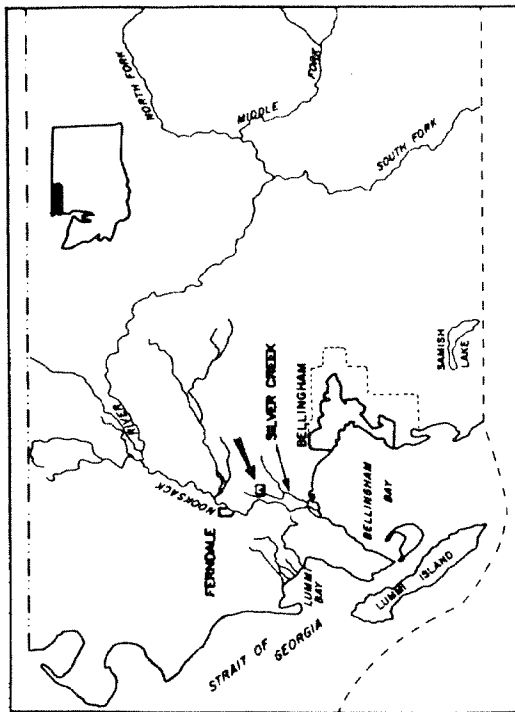 NORTH FORK
MIDDLE
FORK
SOUTH FORK
NOOKSACK
RIVER
FERNDALE
SILVER CREEK
BELLINGHAM
SAMISH
LAKE
LUMMI
BAY
BELLINGHAM
BAY
LUMMI
ISLAND
STRAIT OF
GEORGIA